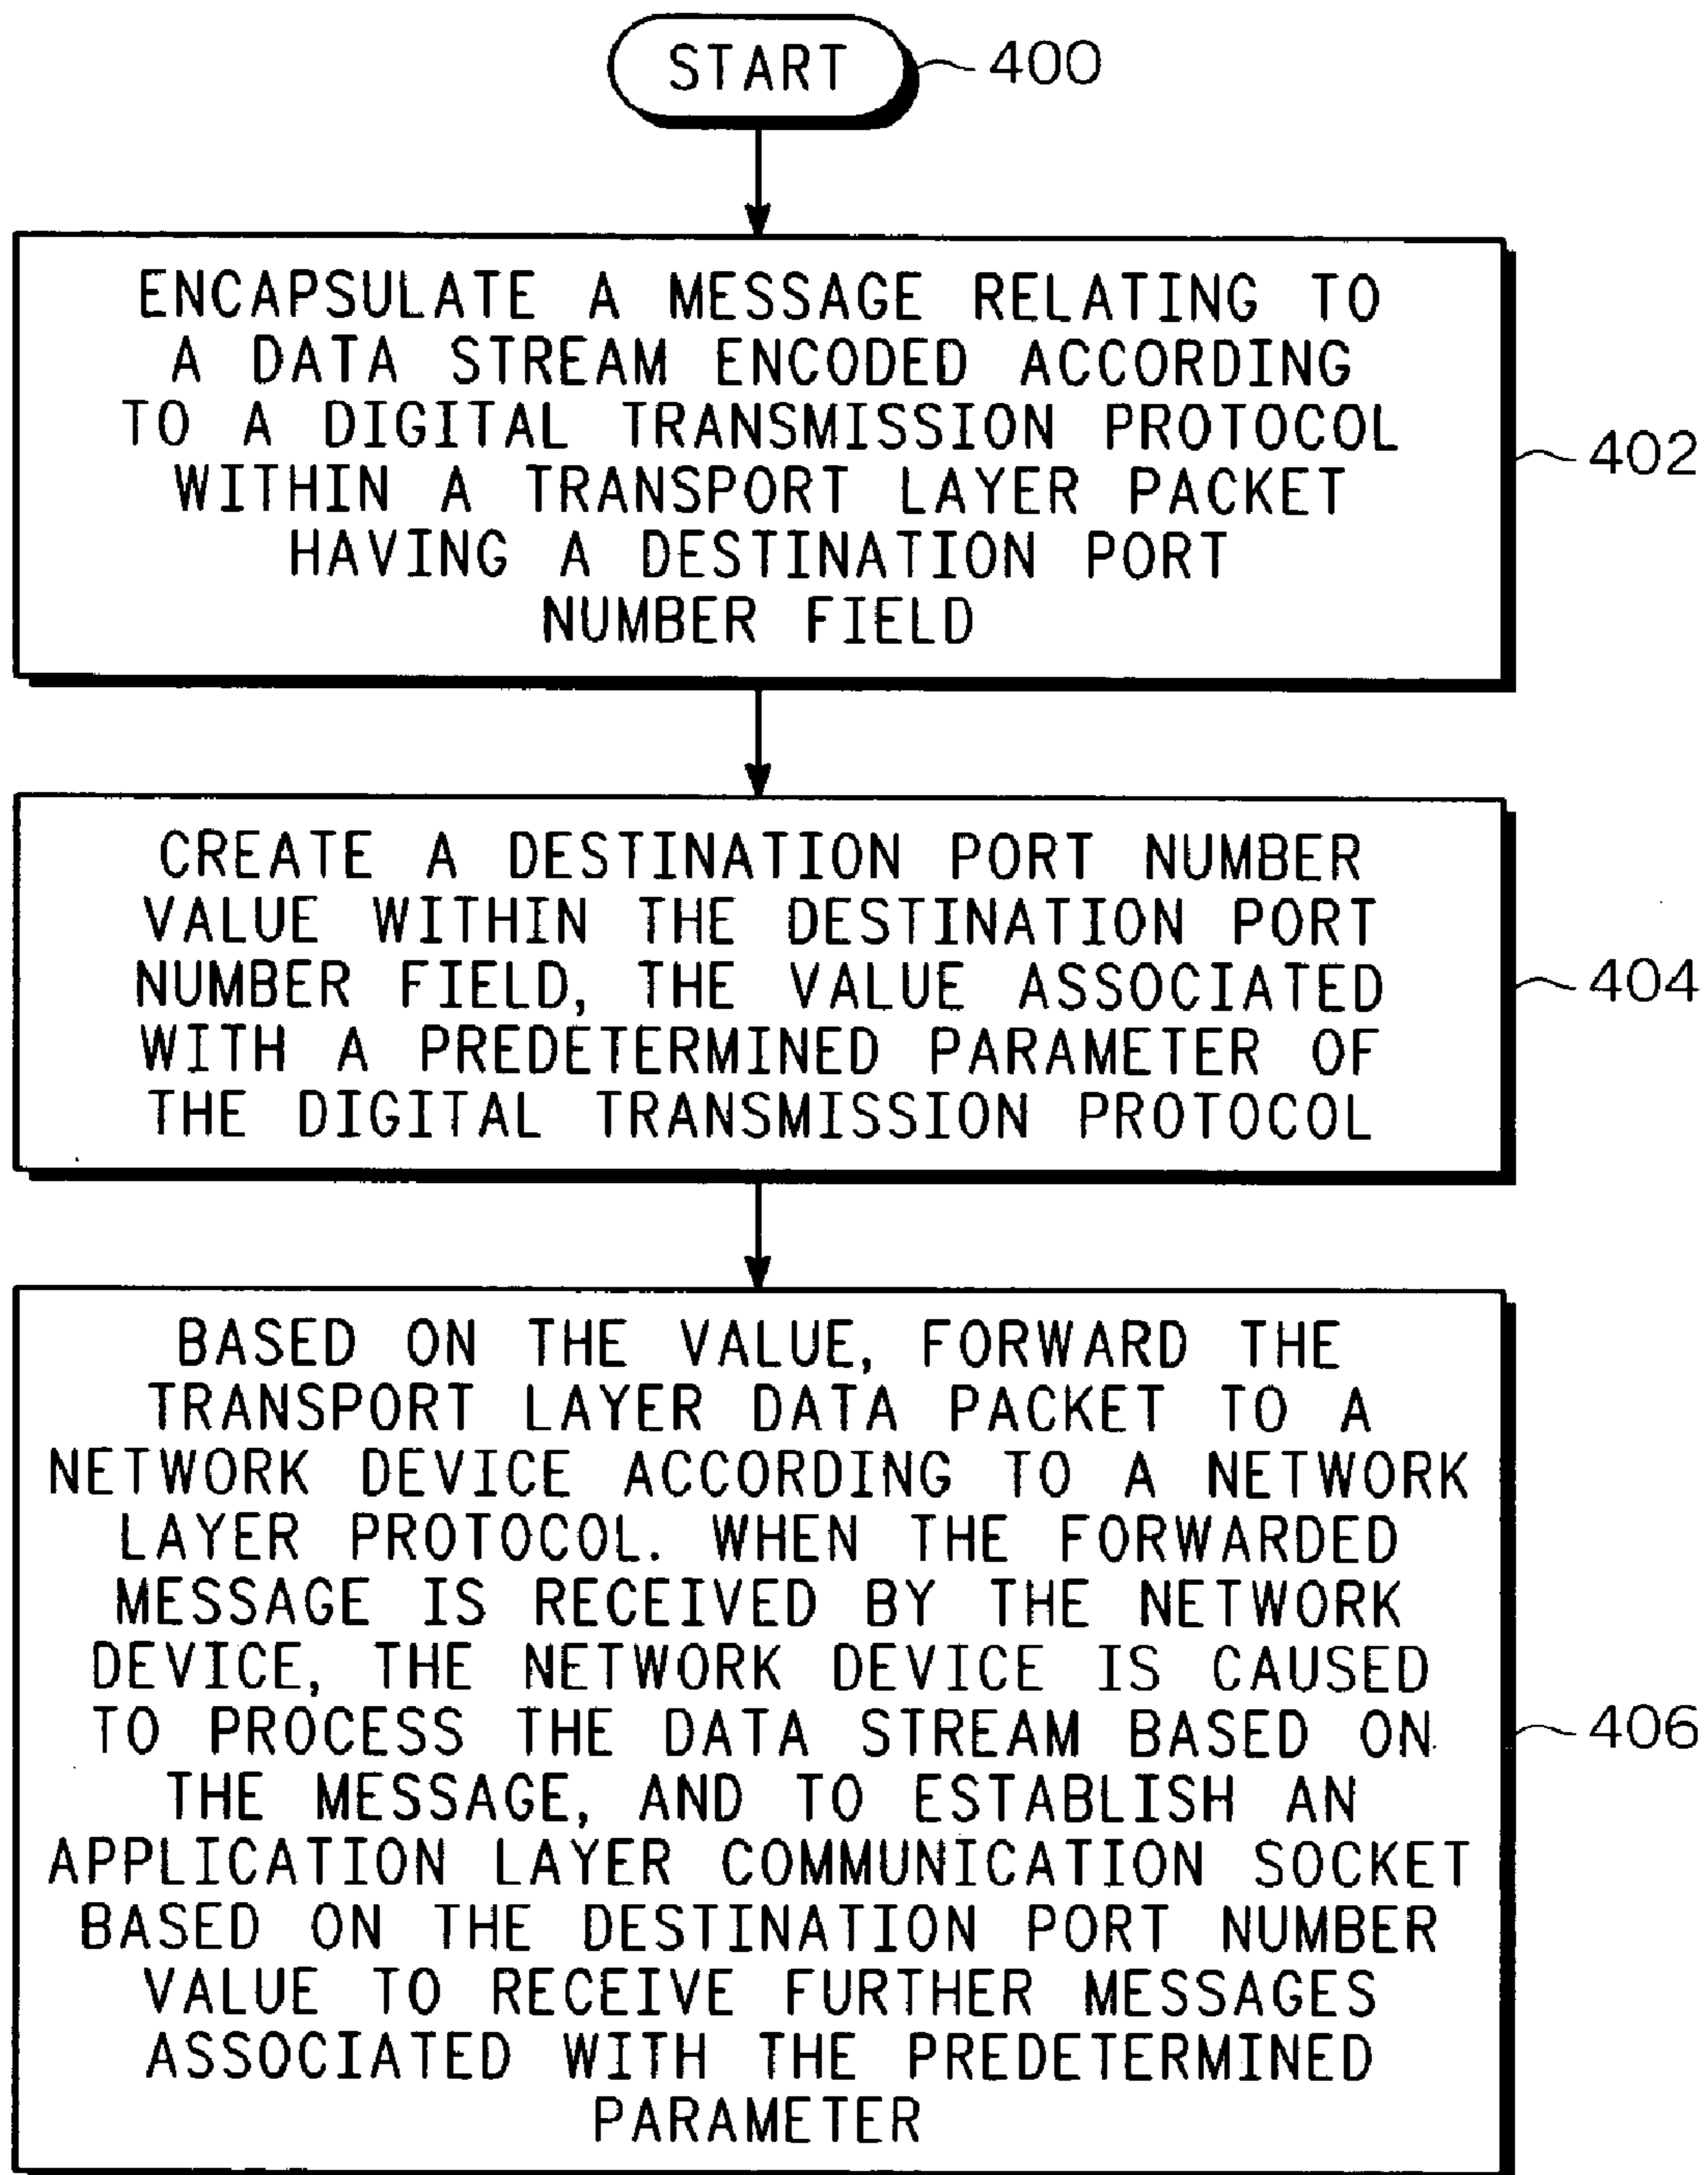 START
400
ENCAPSULATE A MESSAGE RELATING TO
A DATA STREAM ENCODED ACCORDING
TO A DIGITAL TRANSMISSION PROTOCOL
WITHIN A TRANSPORT LAYER PACKET
HAVING A DESTINATION PORT
NUMBER FIELD
402
CREATE A DESTINATION PORT NUMBER
VALUE WITHIN THE DESTINATION PORT
NUMBER FIELD, THE VALUE ASSOCIATED
WITH A PREDETERMINED PARAMETER OF
THE DIGITAL TRANSMISSION PROTOCOL
404
BASED ON THE VALUE, FORWARD THE
TRANSPORT LAYER DATA PACKET TO A
NETWORK DEVICE ACCORDING TO A NETWORK
LAYER PROTOCOL. WHEN THE FORWARDED
MESSAGE IS RECEIVED BY THE NETWORK
DEVICE, THE NETWORK DEVICE IS CAUSED
TO PROCESS THE DATA STREAM BASED ON
THE MESSAGE, AND TO ESTABLISH AN
APPLICATION LAYER COMMUNICATION SOCKET
BASED ON THE DESTINATION PORT NUMBER
VALUE TO RECEIVE FURTHER MESSAGES
ASSOCIATED WITH THE PREDETERMINED
PARAMETER
406